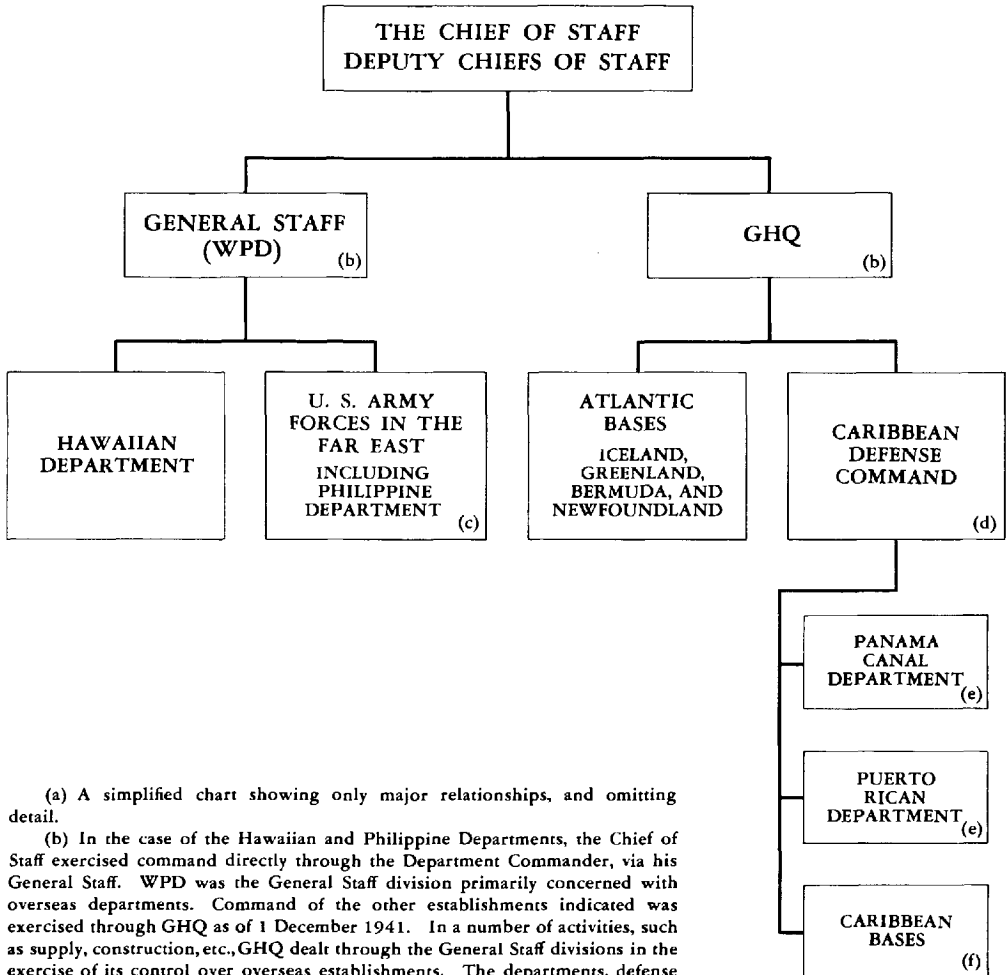 THE CHIEF OF STAFF
DEPUTY CHIEFS OF STAFF
GENERAL STAFF
(WPD)
(b)
GHQ
(b)
HAWAIIAN
DEPARTMENT
U. S. ARMY
FORCES IN THE
FAR EAST
INCLUDING
PHILIPPINE
DEPARTMENT
(c)
ATLANTIC
BASES
ICELAND,
GREENLAND,
BERMUDA, AND
NEWFOUNDLAND
CARIBBEAN
DEFENSE
COMMAND
(d)
PANAMA
CANAL
DEPARTMENT
(e)
PUERTO
RICAN
DEPARTMENT
(e)
CARIBBEAN
BASES
(f)
(a) A simplified chart showing only major relationships, and omitting
detail.
(b) In the case of the Hawaiian and Philippine Departments, the Chief of
Staff exercised command directly through the Department Commander, via his
General Staff. WPD was the General Staff division primarily concerned with
overseas departments. Command of the other establishments indicated was
exercised through GHQ as of 1 December 1941. In a number of activities, such
as supply, construction, etc., GHQ dealt through the General Staff divisions in the
exercise of its control over overseas establishments. The departments, defense